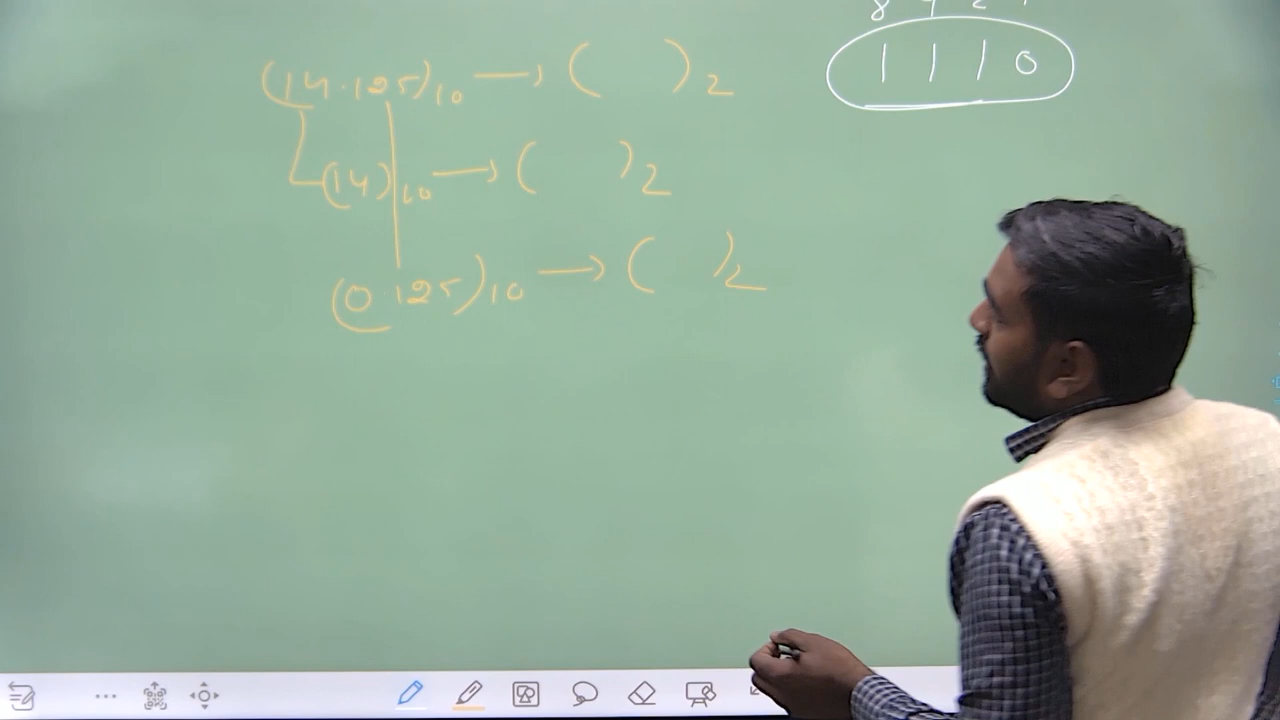 (14.125)10 → (    )2
(14)10 → (    )2
(0.125)10 → (    )2
8 4 2 1
1 1 1 0